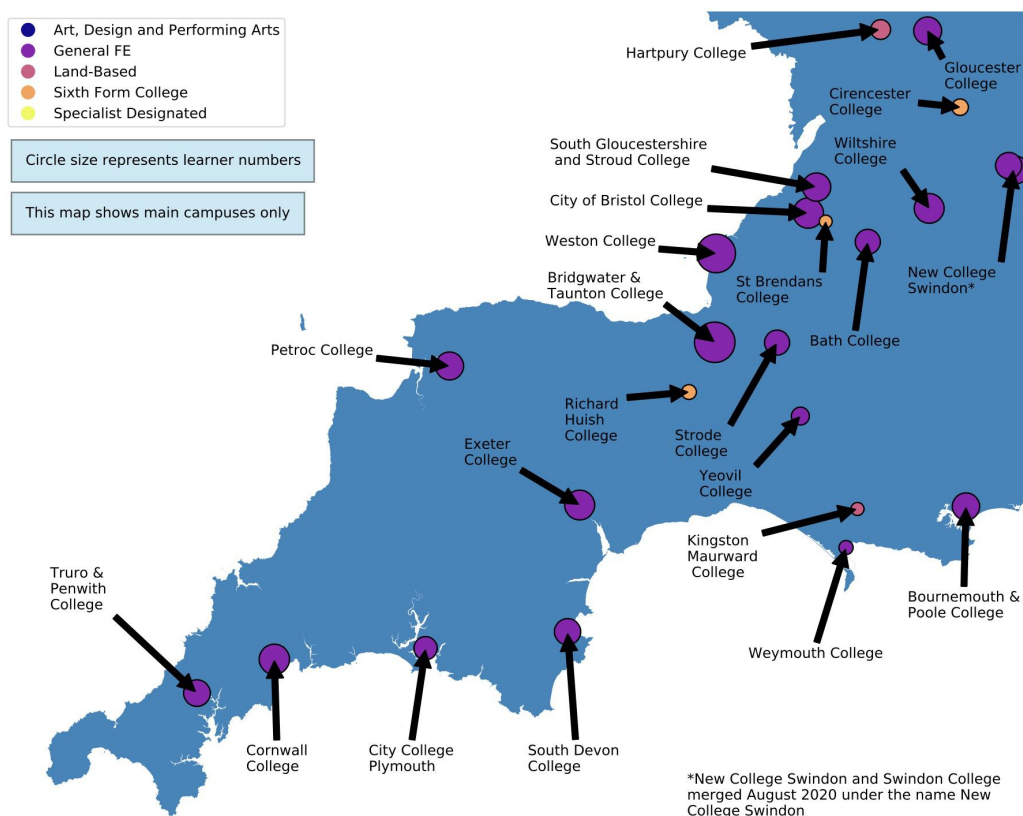 Art, Design and Performing Arts
General FE
Land-Based
Sixth Form College
Specialist Designated
Circle size represents learner numbers
This map shows main campuses only
Hartpury College
Gloucester
College
Cirencester
College
South Gloucestershire
and Stroud College
Wiltshire
College
City of Bristol College
Weston College
St Brendans
College
New College
Swindon*
Bridgwater &
Taunton College
Bath College
Petroc College
Richard
Huish
College
Strode
College
Exeter
College
Yeovil
College
Kingston
Maurward
College
Truro &
Penwith
College
Bournemouth &
Poole College
Weymouth College
Cornwall
College
City College
Plymouth
South Devon
College
*New College Swindon and Swindon College
merged August 2020 under the name New
College Swindon